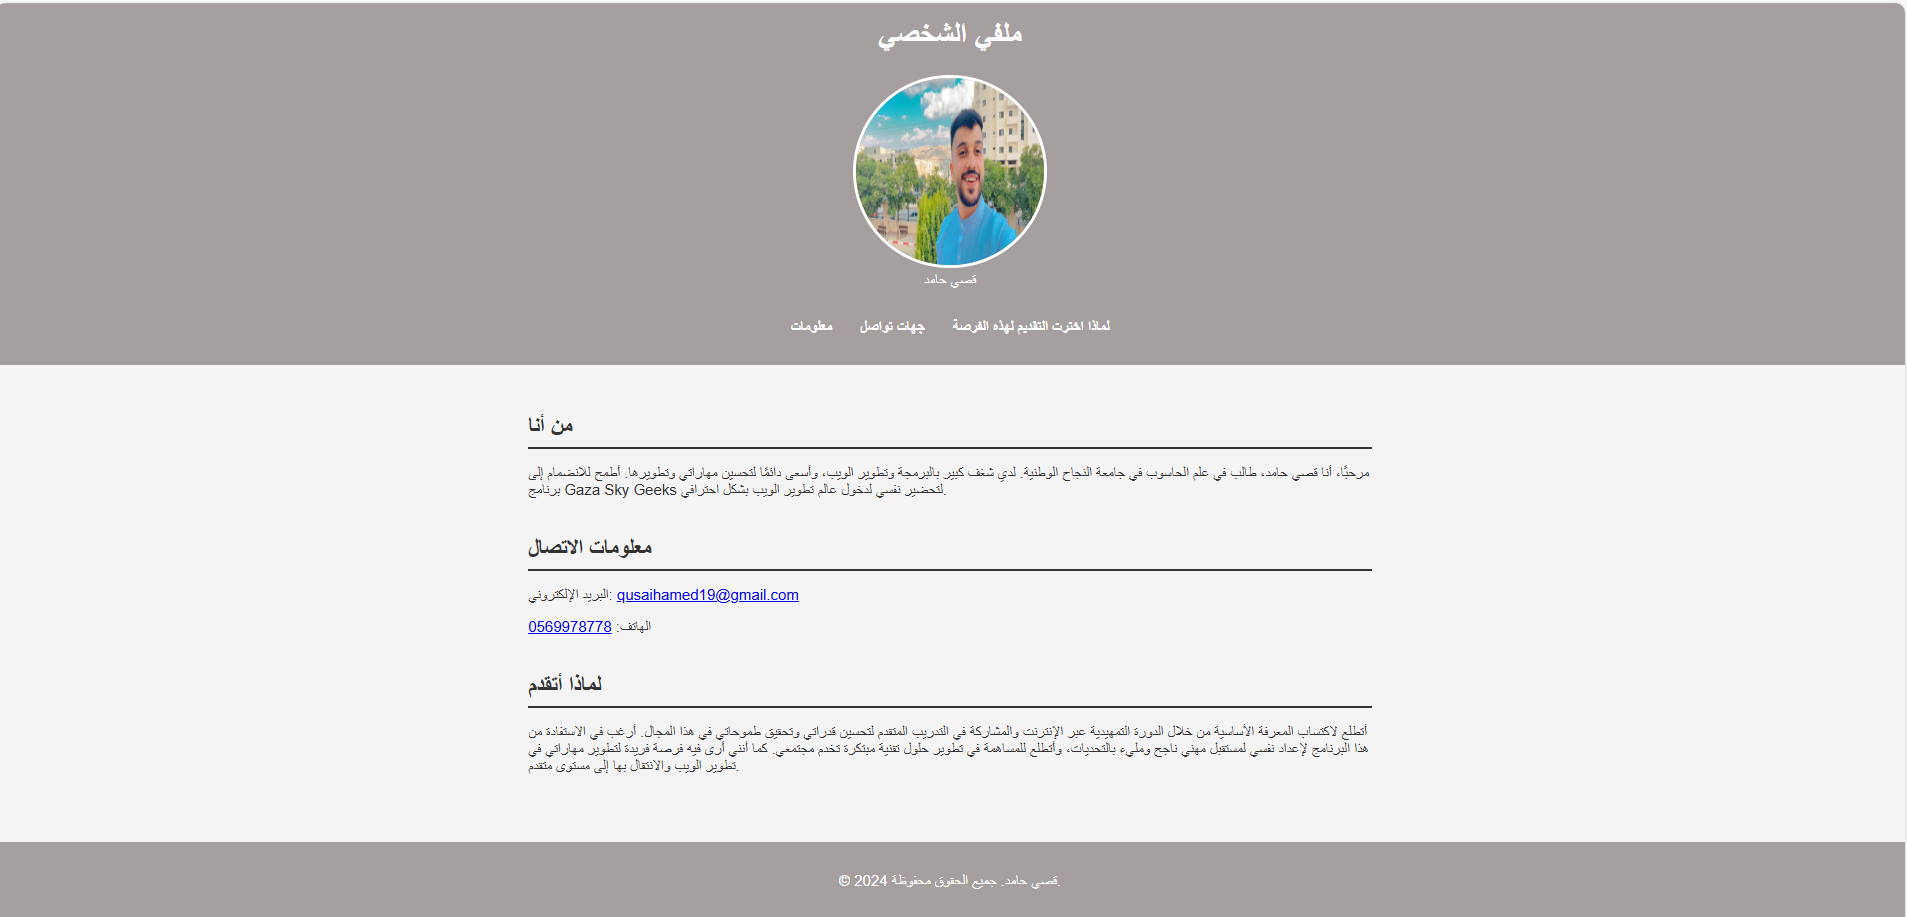 ملفي الشخصي
قصي حامد
معلومات جهات تواصل لماذا اخترت التقديم لهذه الفرصة
من أنا
مرحبًا، أنا قصي حامد، طالب في علم الحاسوب في جامعة النجاح الوطنية. لدي شغف كبير بالبرمجة وتطوير الويب، وأسعى دائمًا لتحسين مهاراتي وتطويرها. أطمح للانضمام إلى
برنامج Gaza Sky Geeks لتحضير نفسي لدخول عالم تطوير الويب بشكل احترافي.
معلومات الاتصال
البريد الإلكتروني: qusaihamed19@gmail.com
الهاتف: 0569978778
لماذا أتقدم
أتطلع لاكتساب المعرفة الأساسية من خلال الدورة التمهيدية عبر الإنترنت والمشاركة في التدريب المتقدم لتحسين قدراتي وتحقيق طموحاتي في هذا المجال. أرغب في الاستفادة من
هذا البرنامج لإعداد نفسي لمستقبل مهني ناجح ومليء بالتحديات، وأتطلع للمساهمة في تطوير حلول تقنية مبتكرة تخدم مجتمعي. كما أنني أرى فيه فرصة فريدة لتطوير مهاراتي في
تطوير الويب والانتقال بها إلى مستوى متقدم.
© 2024 قصي حامد. جميع الحقوق محفوظة.